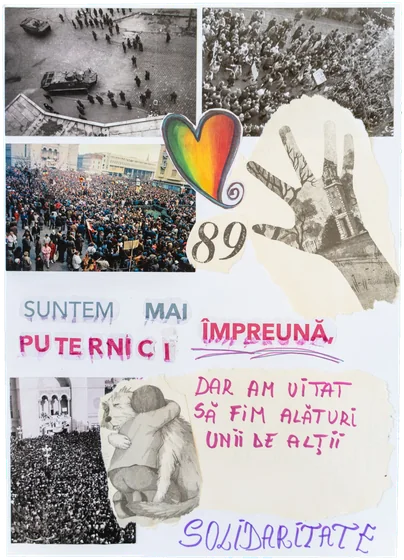 89
SUNTEM MAI
PUTERNICI ÎMPREUNĂ,
DAR AM UITAT
SĂ FIM ALĂTURI
UNII DE ALȚII
SOLIDARITATE